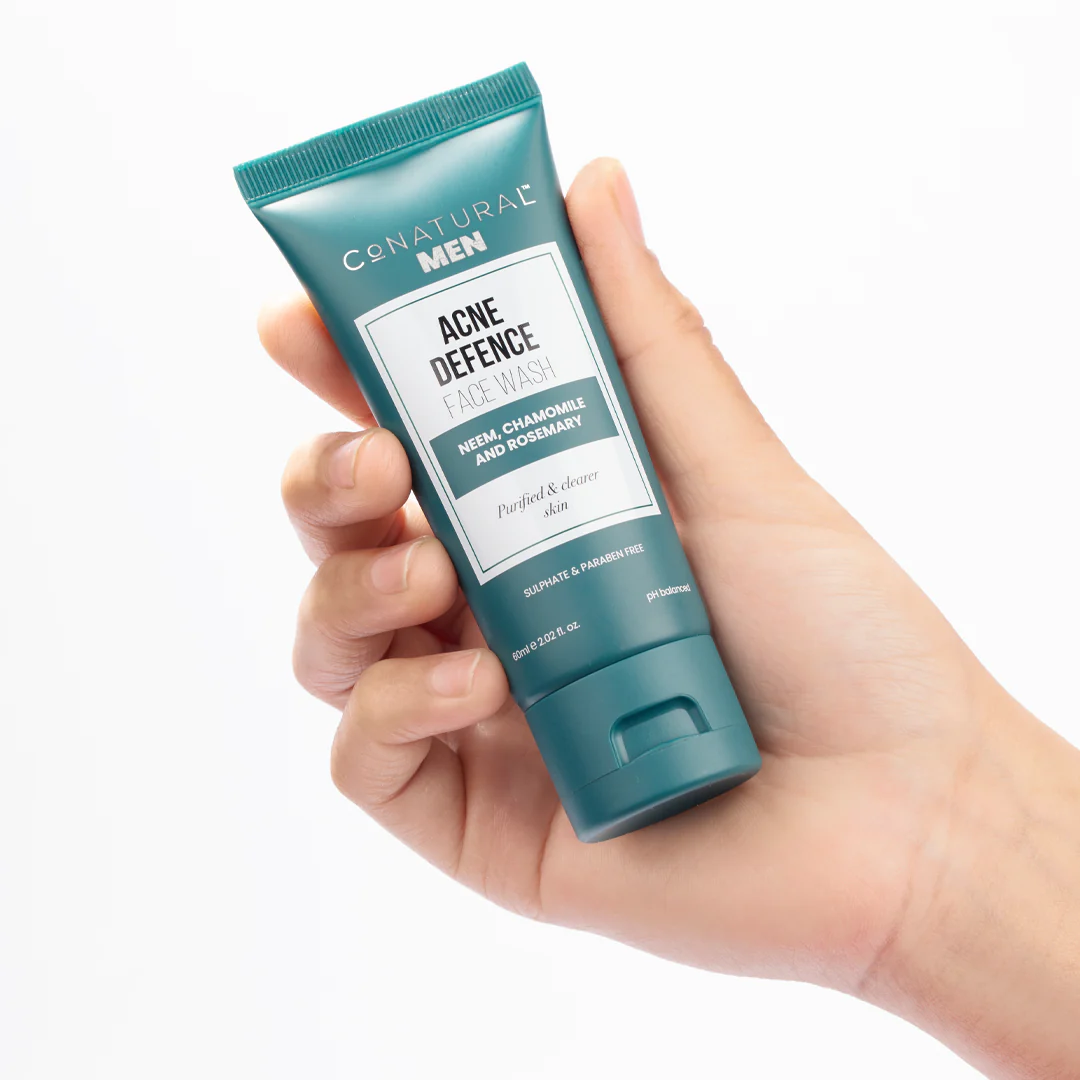 CoNATURAL™
MEN
ACNE
DEFENCE
FACE WASH
NEEM, CHAMOMILE
AND ROSEMARY
Purified & clearer
skin
SULPHATE & PARABEN FREE
pH balanced
60ml e 2.02 fl. oz.